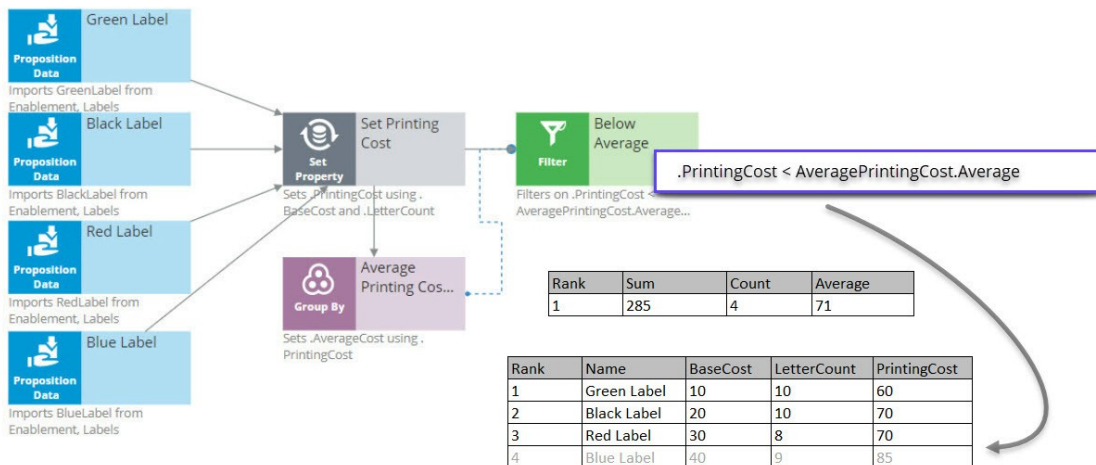 Green Label
Proposition
Data
Imports GreenLabel from
Enablement, Labels
Black Label
Proposition
Data
Imports BlackLabel from
Enablement, Labels
Red Label
Proposition
Data
Imports RedLabel from
Enablement, Labels
Blue Label
Proposition
Data
Imports BlueLabel from
Enablement, Labels
Set Printing
Cost
Set
Property
Sets .PrintingCost using .
BaseCost and .LetterCount
Average
Printing Cos...
Group By
Sets .AverageCost using .
PrintingCost
Below
Average
Filter
Filters on .PrintingCost <
AveragePrintingCost.Average...
.PrintingCost < AveragePrintingCost.Average
Rank Sum Count Average
1 285 4 71
Rank Name BaseCost LetterCount PrintingCost
1 Green Label 10 10 60
2 Black Label 20 10 70
3 Red Label 30 8 70
4 Blue Label 40 9 85